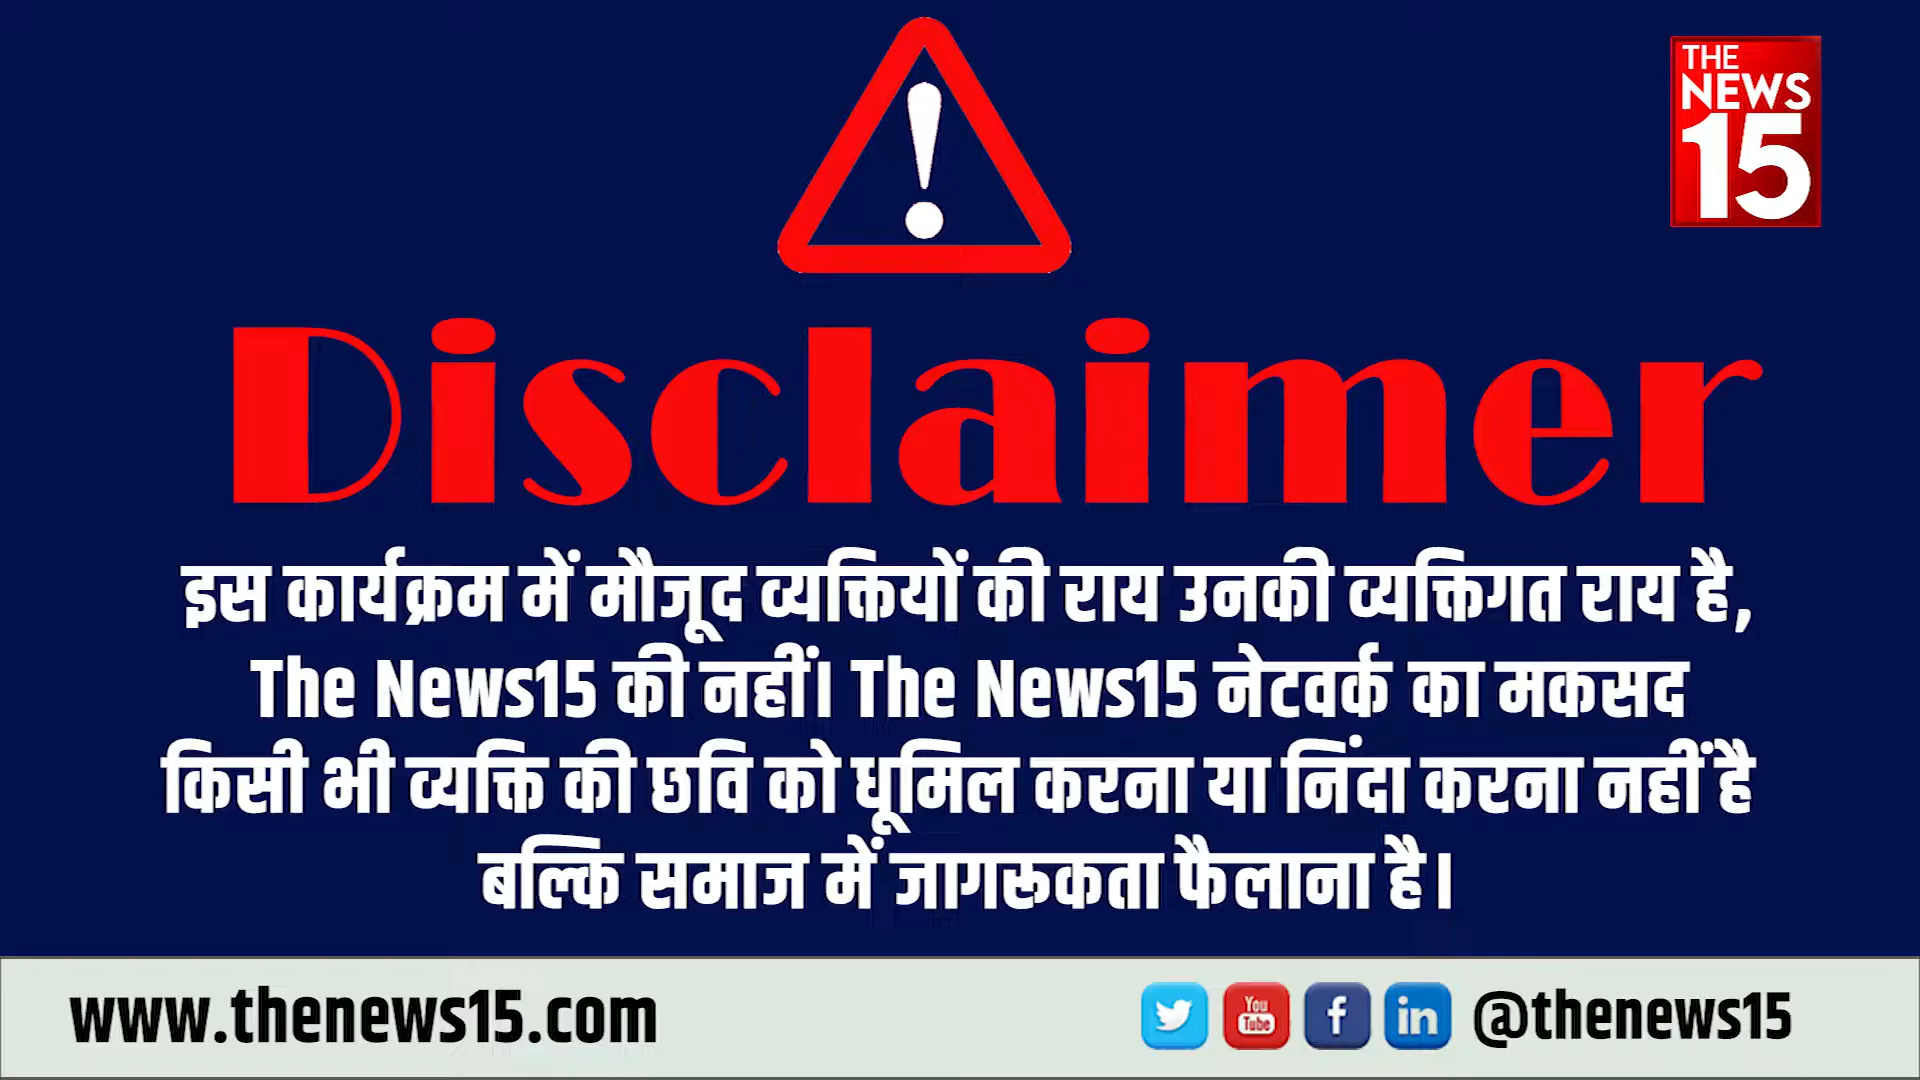 THE
NEWS
15
Disclaimer
इस कार्यक्रम में मौजूद व्यक्तियों की राय उनकी व्यक्तिगत राय है,
The News15 की नहीं। The News15 नेटवर्क का मकसद
किसी भी व्यक्ति की छवि को धूमिल करना या निंदा करना नहीं है
बल्कि समाज में जागरूकता फैलाना है।
www.thenews15.com
You
Tube
f
in
@thenews15